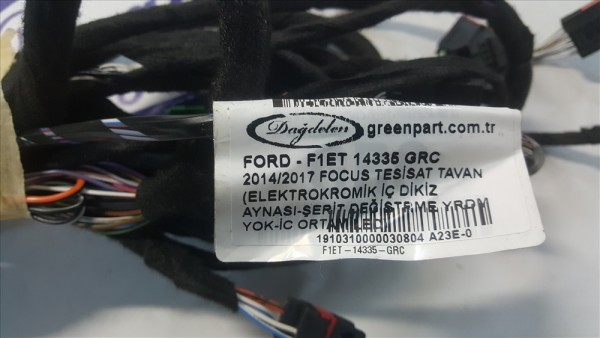 Dağdelen greenpart.com.tr
FORD - F1ET 14335 GRC
2014/2017 FOCUS TESİSAT TAVAN
(ELEKTROKROMİK İÇ DİKİZ
AYNASI-ŞERİT DEĞİŞTİRME YRDM
YOK-İC ORTAM
1910310000030804 A23E-0
F1ET-14335-GRC